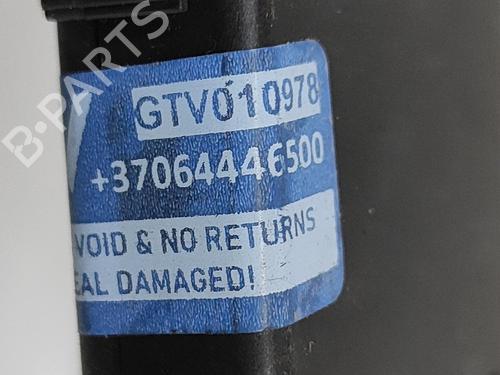 GTV010978
+37064446500
VOID & NO RETURNS
EAL DAMAGED!
B-PARTS